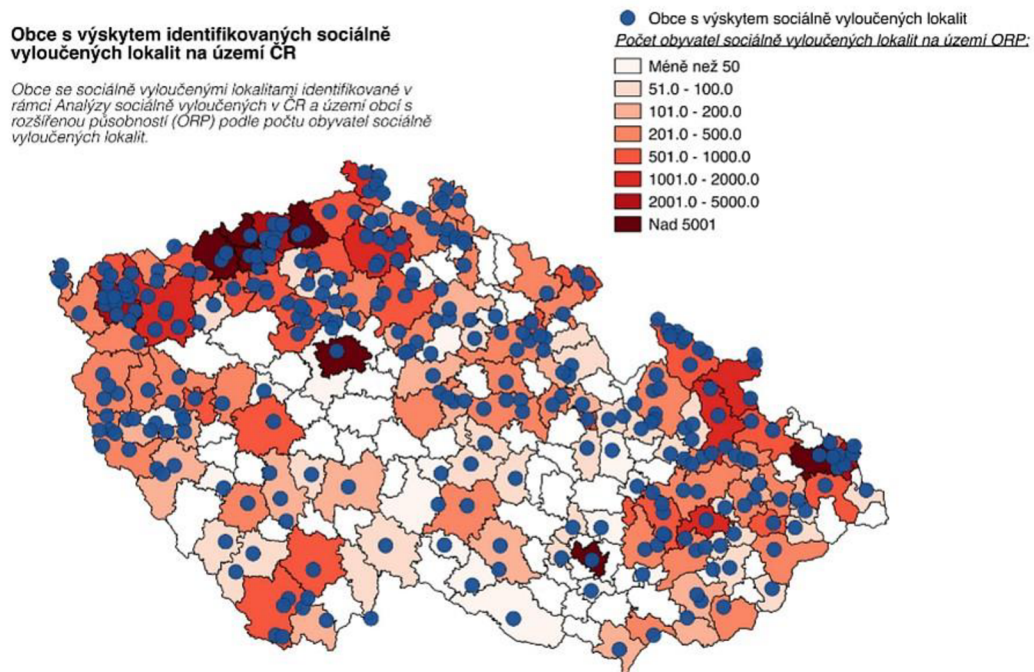 Obce s výskytem identifikovaných sociálně
vyloučených lokalit na území ČR
Obce se sociálně vyloučenými lokalitami identifikované v
rámci Analýzy sociálně vyloučených v ČR a území obcí s
rozšířenou působností (ORP) podle počtu obyvatel sociálně
vyloučených lokalit.
Obce s výskytem sociálně vyloučených lokalit
Počet obyvatel sociálně vyloučených lokalit na území ORP:
Méně než 50
51.0 - 100.0
101.0 - 200.0
201.0 - 500.0
501.0 - 1000.0
1001.0 - 2000.0
2001.0 - 5000.0
Nad 5001